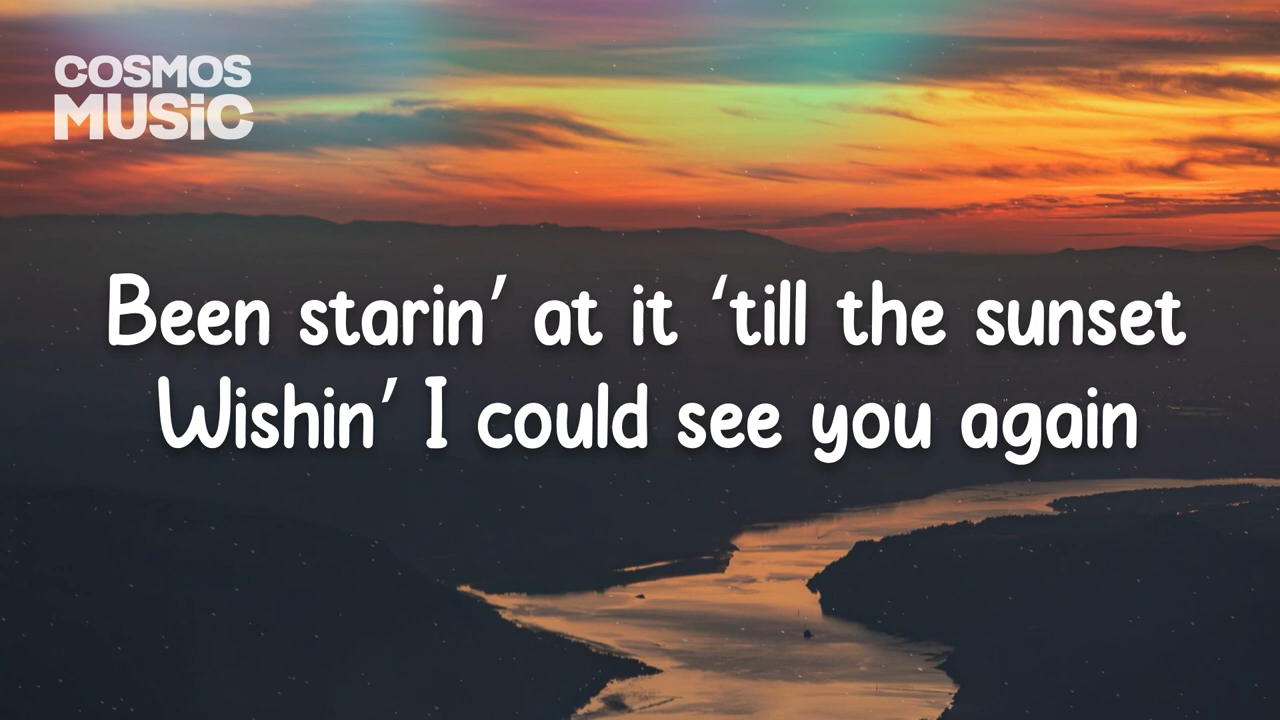 COSMOS
MUSiC
Been starin’ at it ‘till the sunset
Wishin’ I could see you again